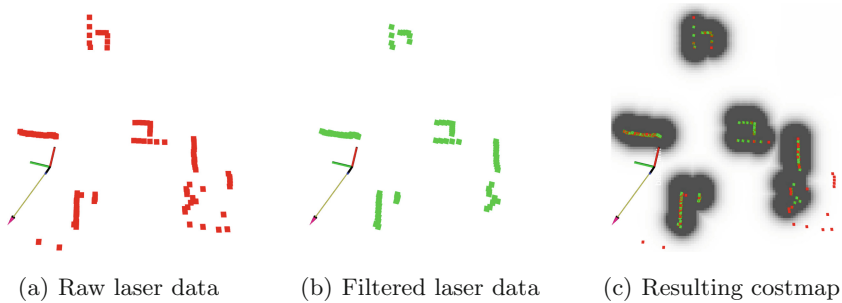 (a) Raw laser data
(b) Filtered laser data
(c) Resulting costmap